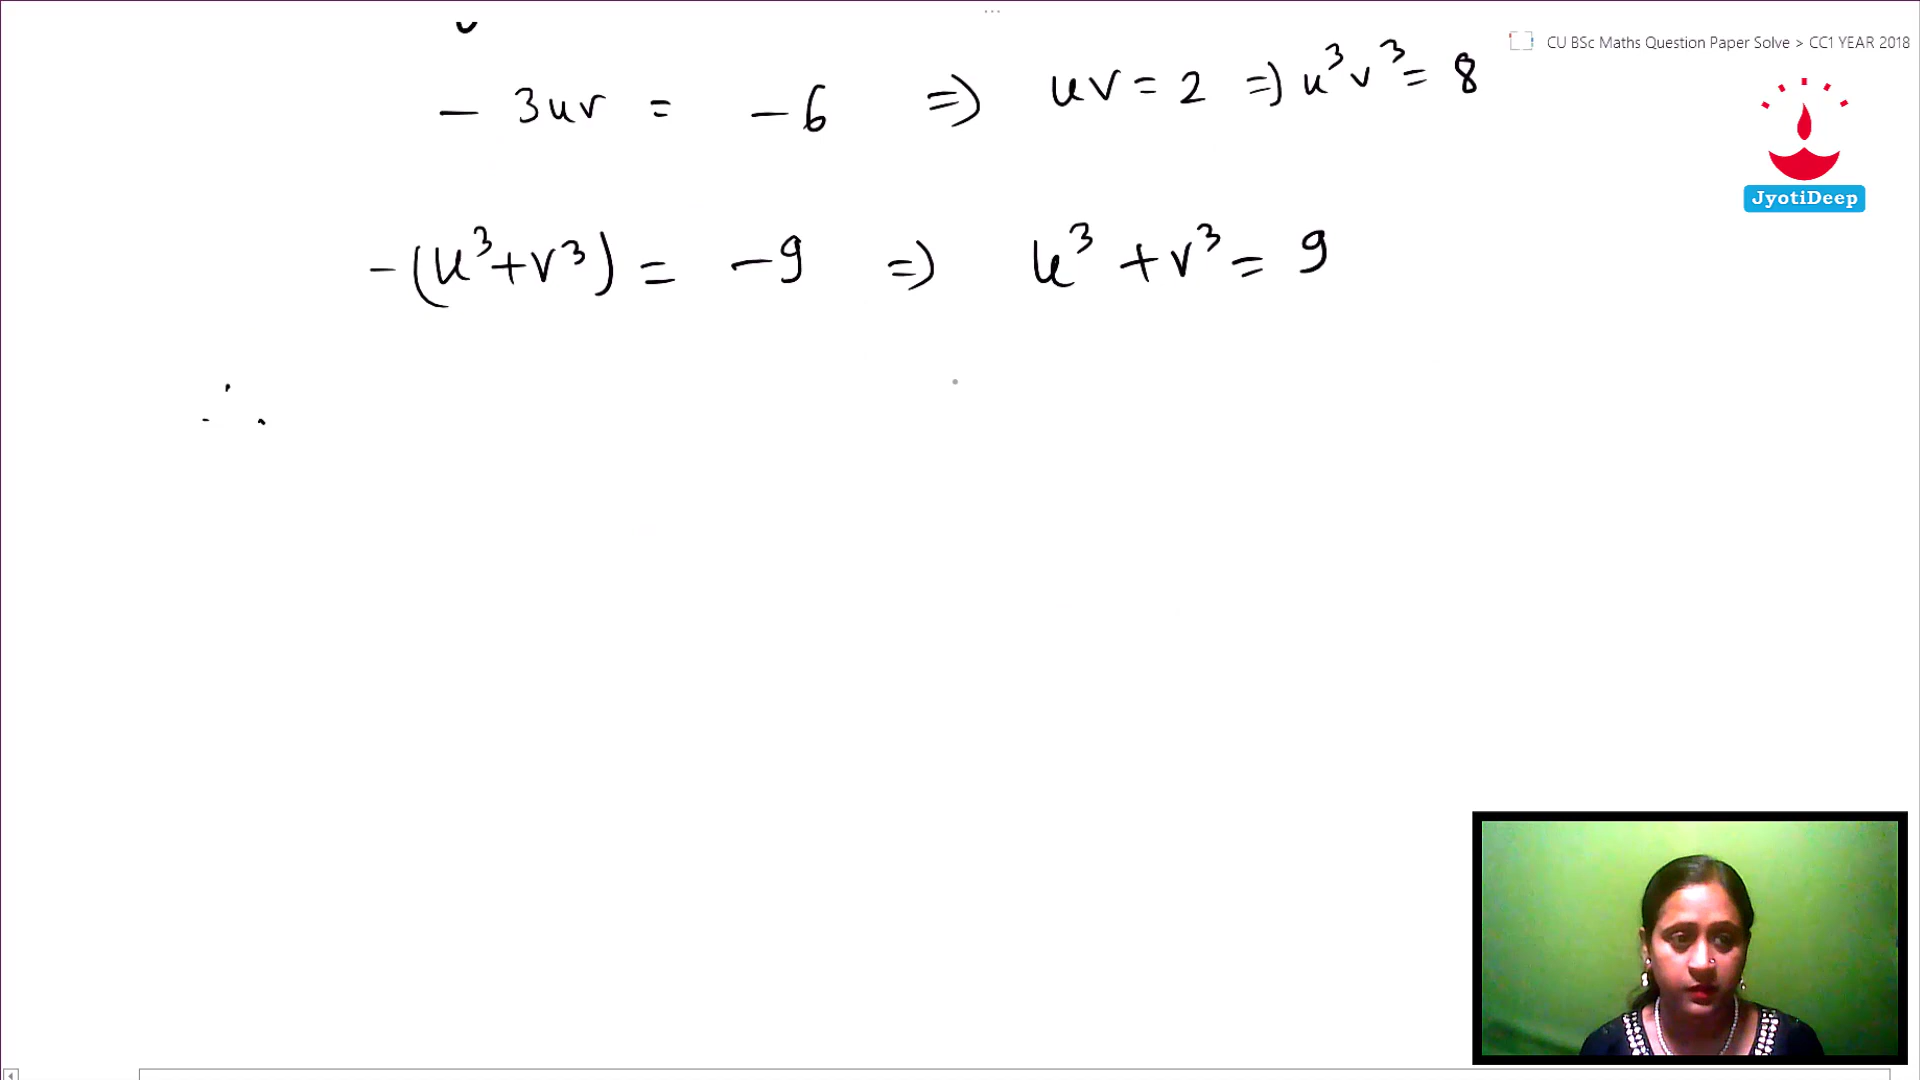 CU BSc Maths Question Paper Solve > CC1 YEAR 2018
- 3uv = -6 => uv = 2 => u³v³ = 8
JyotiDeep
-(u³+v³) = -9 => u³ + v³ = 9
∴